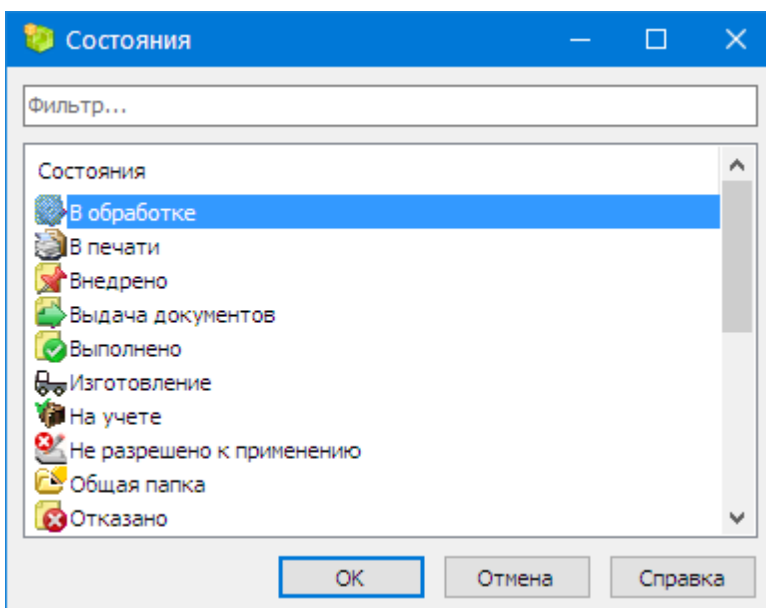 Состояния
Фильтр...
Состояния
В обработке
В печати
Внедрено
Выдача документов
Выполнено
Изготовление
На учете
Не разрешено к применению
Общая папка
Отказано
OK Отмена Справка